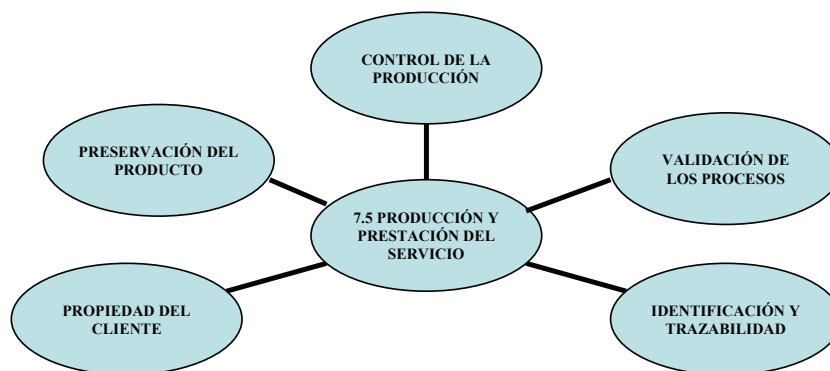 CONTROL DE LA
PRODUCCIÓN
PRESERVACIÓN DEL
PRODUCTO
VALIDACIÓN DE
LOS PROCESOS
7.5 PRODUCCIÓN Y
PRESTACIÓN DEL
SERVICIO
PROPIEDAD DEL
CLIENTE
IDENTIFICACIÓN Y
TRAZABILIDAD